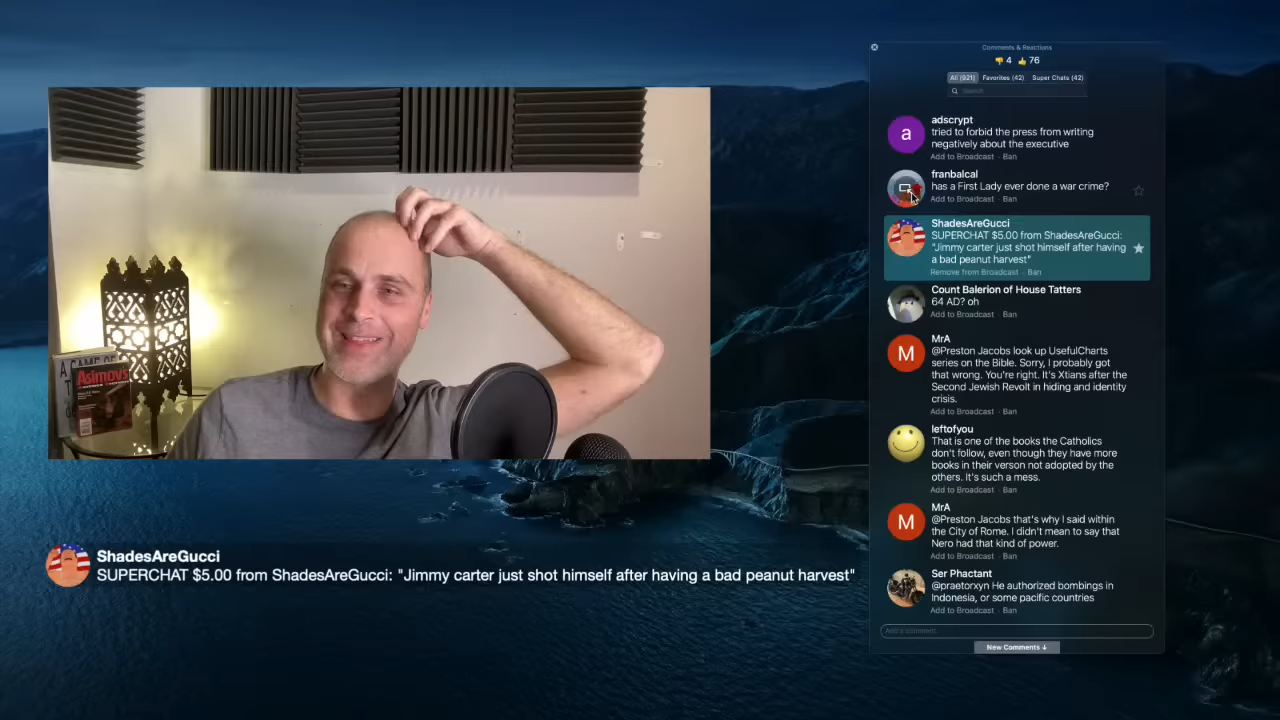 Comments & Reactions
👎 4 👍 76
All (921) Favorites (42) Super Chats (42)
Search
a
adscrypt
tried to forbid the press from writing
negatively about the executive
Add to Broadcast · Ban
franbalcal
has a First Lady ever done a war crime?
Add to Broadcast · Ban
ShadesAreGucci
SUPERCHAT $5.00 from ShadesAreGucci:
"Jimmy carter just shot himself after having
a bad peanut harvest"
Remove from Broadcast · Ban
Count Balerion of House Tatters
64 AD? oh
Add to Broadcast · Ban
M
MrA
@Preston Jacobs look up UsefulCharts
series on the Bible. Sorry, I probably got
that wrong. You're right. It's Xtians after the
Second Jewish Revolt in hiding and identity
crisis.
Add to Broadcast · Ban
leftofyou
That is one of the books the Catholics
don't follow, even though they have more
books in their verson not adopted by the
others. It's such a mess.
Add to Broadcast · Ban
M
MrA
@Preston Jacobs that's why I said within
the City of Rome. I didn't mean to say that
Nero had that kind of power.
Add to Broadcast · Ban
Ser Phactant
@praetorxyn He authorized bombings in
Indonesia, or some pacific countries
Add to Broadcast · Ban
Add a comment
New Comments ↓
A GAME OF
Asimov's
ShadesAreGucci
SUPERCHAT $5.00 from ShadesAreGucci: "Jimmy carter just shot himself after having a bad peanut harvest"